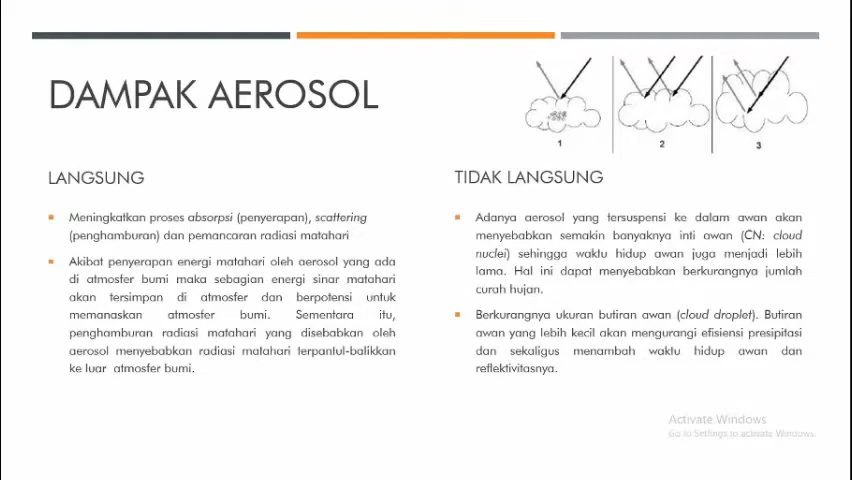 DAMPAK AEROSOL
1
2
3
LANGSUNG
Meningkatkan proses absorpsi (penyerapan), scattering
(penghamburan) dan pemancaran radiasi matahari
Akibat penyerapan energi matahari oleh aerosol yang ada
di atmosfer bumi maka sebagian energi sinar matahari
akan tersimpan di atmosfer dan berpotensi untuk
memanaskan atmosfer bumi. Sementara itu,
penghamburan radiasi matahari yang disebabkan oleh
aerosol menyebabkan radiasi matahari terpantul-balikkan
ke luar atmosfer bumi.
TIDAK LANGSUNG
Adanya aerosol yang tersuspensi ke dalam awan akan
menyebabkan semakin banyaknya inti awan (CN: cloud
nuclei) sehingga waktu hidup awan juga menjadi lebih
lama. Hal ini dapat menyebabkan berkurangnya jumlah
curah hujan.
Berkurangnya ukuran butiran awan (cloud droplet). Butiran
awan yang lebih kecil akan mengurangi efisiensi presipitasi
dan sekaligus menambah waktu hidup awan dan
reflektivitasnya.
Activate Windows
Go to Settings to activate Windows.